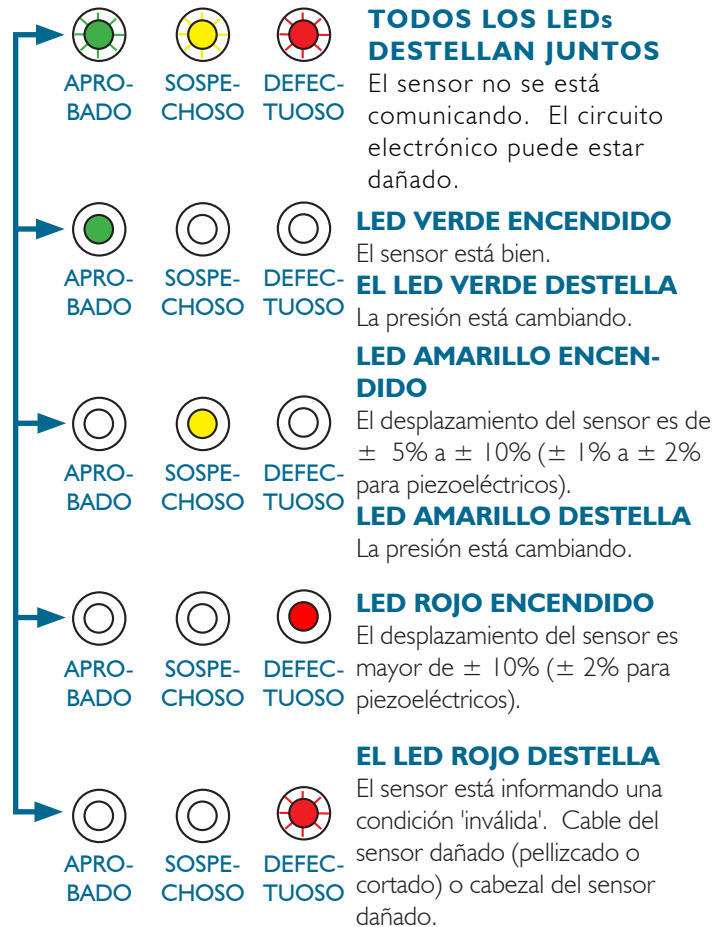 TODOS LOS LEDs
DESTELLAN JUNTOS
El sensor no se está
comunicando. El circuito
electrónico puede estar
dañado.
APRO-
BADO
SOSPE-
CHOSO
DEFEC-
TUOSO
LED VERDE ENCENDIDO
El sensor está bien.
EL LED VERDE DESTELLA
La presión está cambiando.
APRO-
BADO
SOSPE-
CHOSO
DEFEC-
TUOSO
LED AMARILLO ENCEN-
DIDO
El desplazamiento del sensor es de
± 5% a ± 10% (± 1% a ± 2%
para piezoeléctricos).
LED AMARILLO DESTELLA
La presión está cambiando.
APRO-
BADO
SOSPE-
CHOSO
DEFEC-
TUOSO
LED ROJO ENCENDIDO
El desplazamiento del sensor es
mayor de ± 10% (± 2% para
piezoeléctricos).
APRO-
BADO
SOSPE-
CHOSO
DEFEC-
TUOSO
EL LED ROJO DESTELLA
El sensor está informando una
condición 'inválida'. Cable del
sensor dañado (pellizcado o
cortado) o cabezal del sensor
dañado.
APRO-
BADO
SOSPE-
CHOSO
DEFEC-
TUOSO